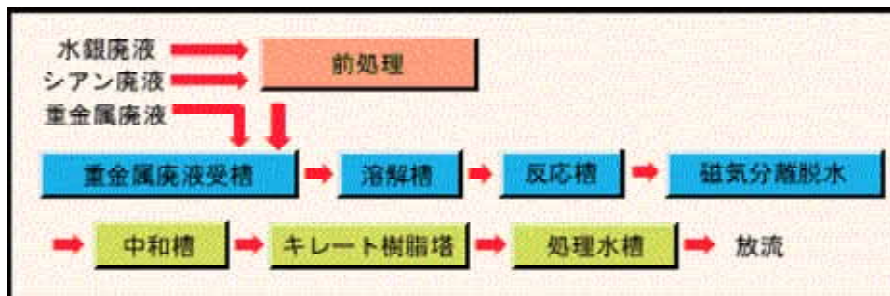 水銀廃液
シアン廃液
重金属廃液
前処理
重金属廃液受槽
溶解槽
反応槽
磁気分離脱水
中和槽
キレート樹脂塔
処理水槽
放流